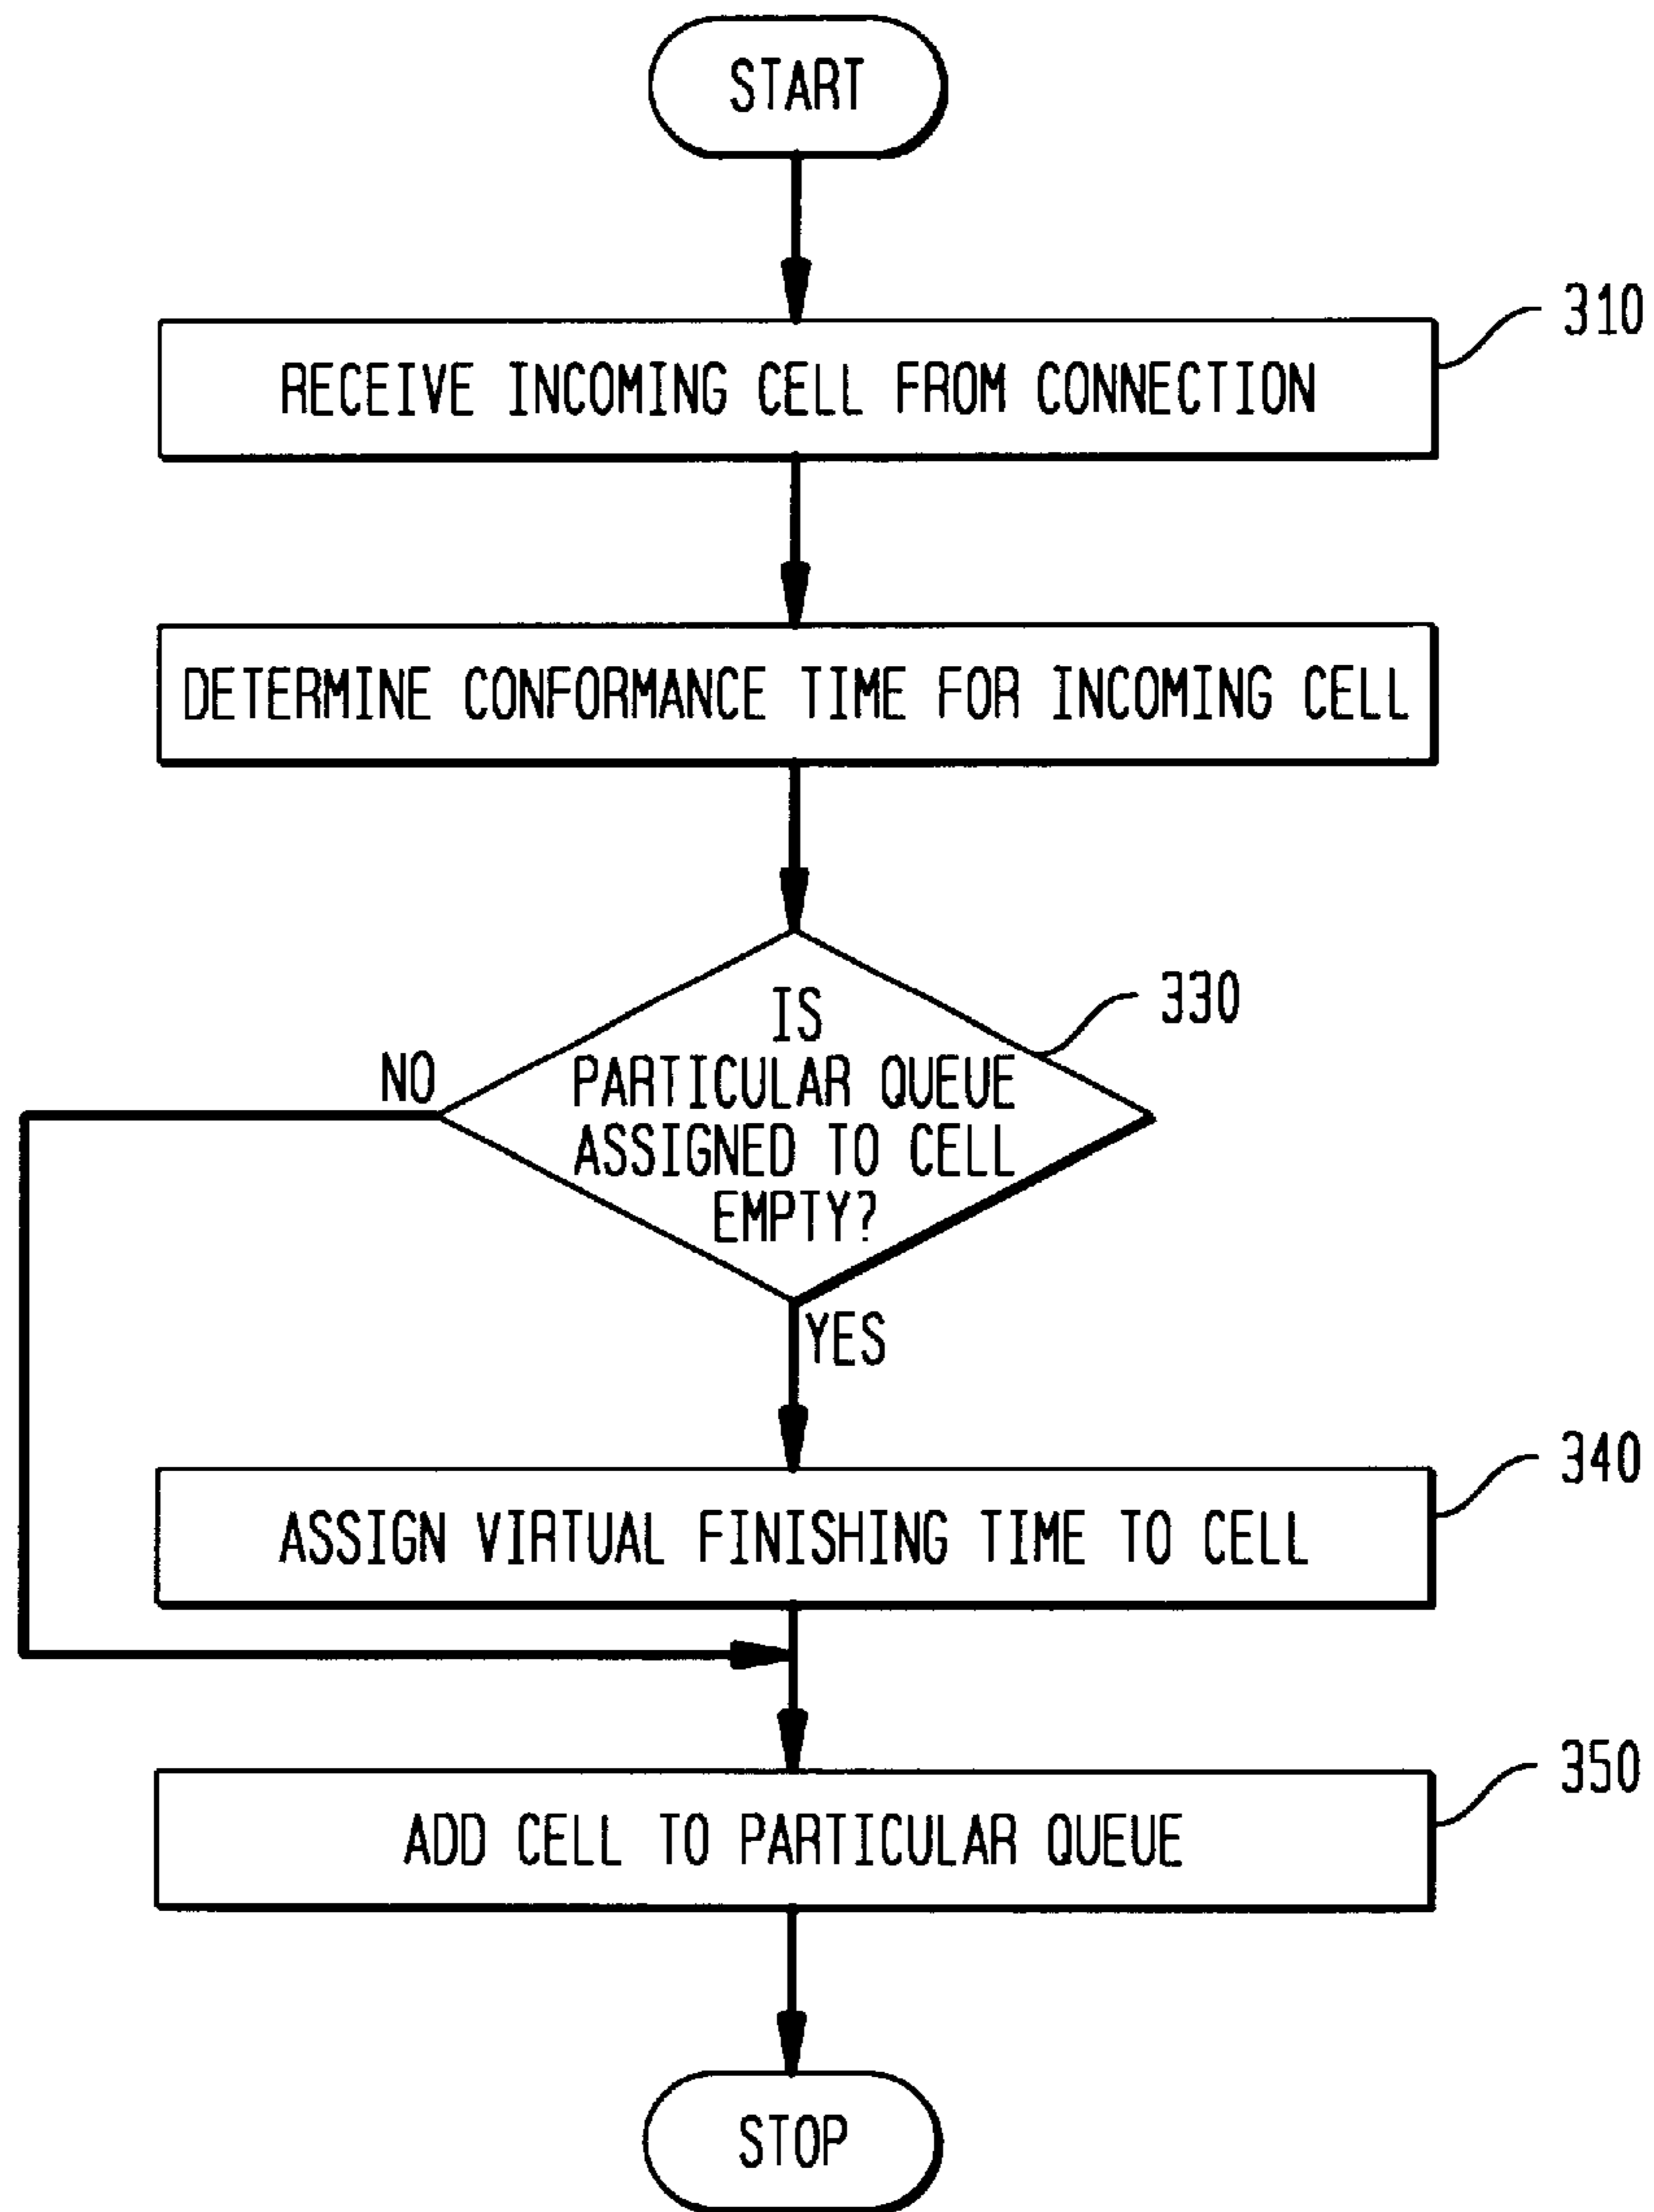 START
310
RECEIVE INCOMING CELL FROM CONNECTION
DETERMINE CONFORMANCE TIME FOR INCOMING CELL
330
IS
NO
PARTICULAR QUEUE
ASSIGNED TO CELL
EMPTY?
YES
340
ASSIGN VIRTUAL FINISHING TIME TO CELL
350
ADD CELL TO PARTICULAR QUEUE
STOP